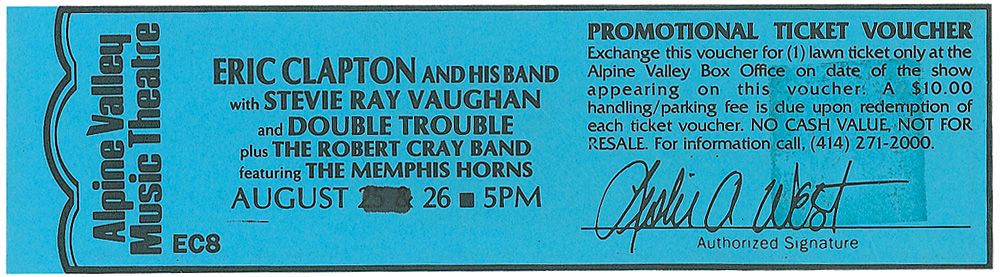 Alpine Valley
Music Theatre
EC8
ERIC CLAPTON AND HIS BAND
with STEVIE RAY VAUGHAN
and DOUBLE TROUBLE
plus THE ROBERT CRAY BAND
featuring THE MEMPHIS HORNS
AUGUST 26 ■ 5PM
PROMOTIONAL TICKET VOUCHER
Exchange this voucher for (1) lawn ticket only at the
Alpine Valley Box Office on date of the show
appearing on this voucher. A $10.00
handling/parking fee is due upon redemption of
each ticket voucher. NO CASH VALUE, NOT FOR
RESALE. For information call, (414) 271-2000.
Leslie A. West
Authorized Signature